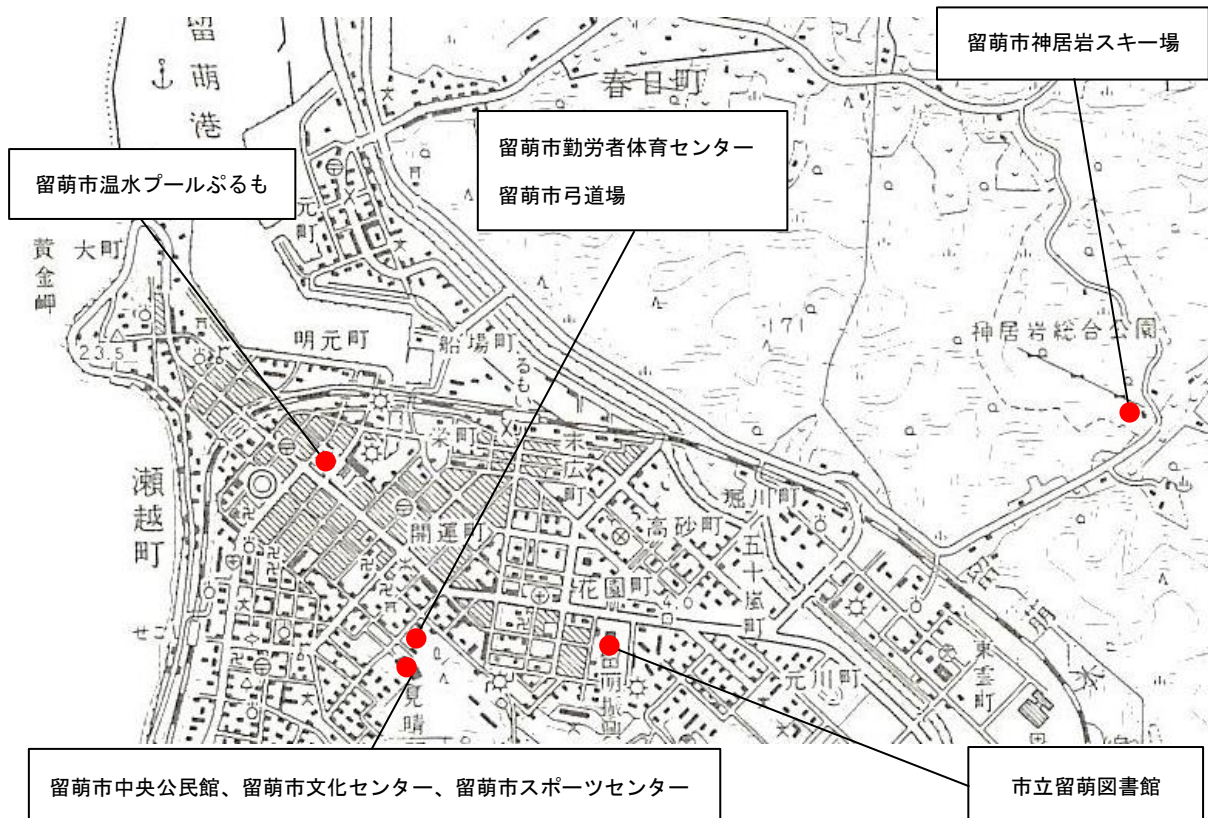 留萌市神居岩スキー場
留萌港
春日町
留萌市勤労者体育センター
留萌市弓道場
留萌市温水プールぷるも
元町
大町
黄金岬
明元町
船場町
るもい
171
神居岩総合公園
23.5
栄町
末広町
瀬越町
堀川町
開運町
高砂町
五十嵐町
花園町
4.0
せご
東雲町
元川町
見晴
留萌市中央公民館、留萌市文化センター、留萌市スポーツセンター
市立留萌図書館